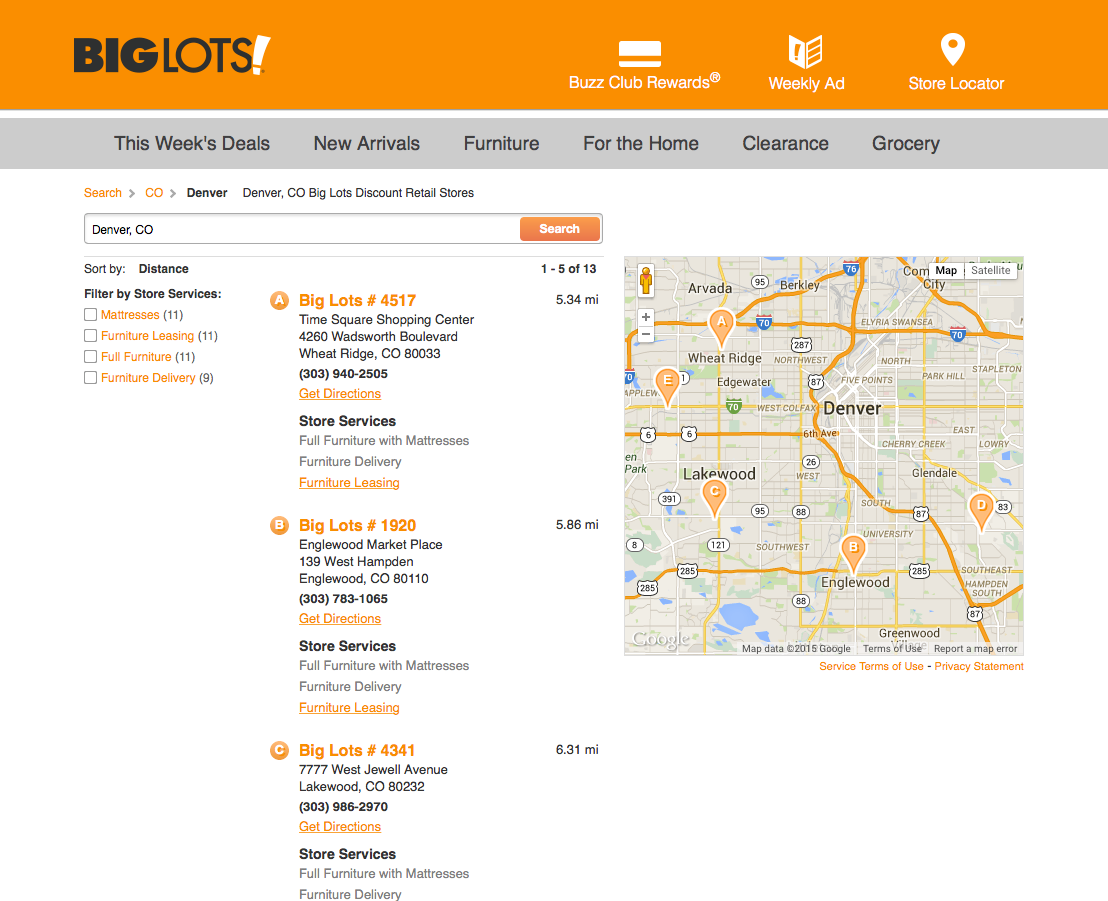 BIG LOTS!
Buzz Club Rewards®
Weekly Ad
Store Locator
This Week's Deals
New Arrivals
Furniture
For the Home
Clearance
Grocery
Search
CO
Denver
Denver, CO Big Lots Discount Retail Stores
Denver, CO
Search
Sort by: Distance
1 - 5 of 13
Filter by Store Services:
Mattresses (11)
Furniture Leasing (11)
Full Furniture (11)
Furniture Delivery (9)
A
Big Lots # 4517
5.34 mi
Time Square Shopping Center
4260 Wadsworth Boulevard
Wheat Ridge, CO 80033
(303) 940-2505
Get Directions
Store Services
Full Furniture with Mattresses
Furniture Delivery
Furniture Leasing
B
Big Lots # 1920
5.86 mi
Englewood Market Place
139 West Hampden
Englewood, CO 80110
(303) 783-1065
Get Directions
Store Services
Full Furniture with Mattresses
Furniture Delivery
Furniture Leasing
C
Big Lots # 4341
6.31 mi
7777 West Jewell Avenue
Lakewood, CO 80232
(303) 986-2970
Get Directions
Store Services
Full Furniture with Mattresses
Furniture Delivery
76
Com
City
Map
Satellite
Arvada
95
Berkley
+
−
A
70
ELYRIA SWANSEA
70
287
Wheat Ridge
NORTHWEST
NORTH
STAPLETON
70
E
Edgewater
87
FIVE POINTS
PARK HILL
70
WEST COLFAX
Denver
6
6
6th Ave
EAST
CHERRY CREEK
LOWRY
Park
Lakewood
26
WEST
Glendale
391
C
95
88
SOUTH
87
D
83
8
121
SOUTHWEST
B
UNIVERSITY
285
285
285
Englewood
SOUTHEAST
HAMPDEN
SOUTH
88
87
Greenwood
Google
Map data ©2015 Google
Terms of Use
Report a map error
Service Terms of Use - Privacy Statement